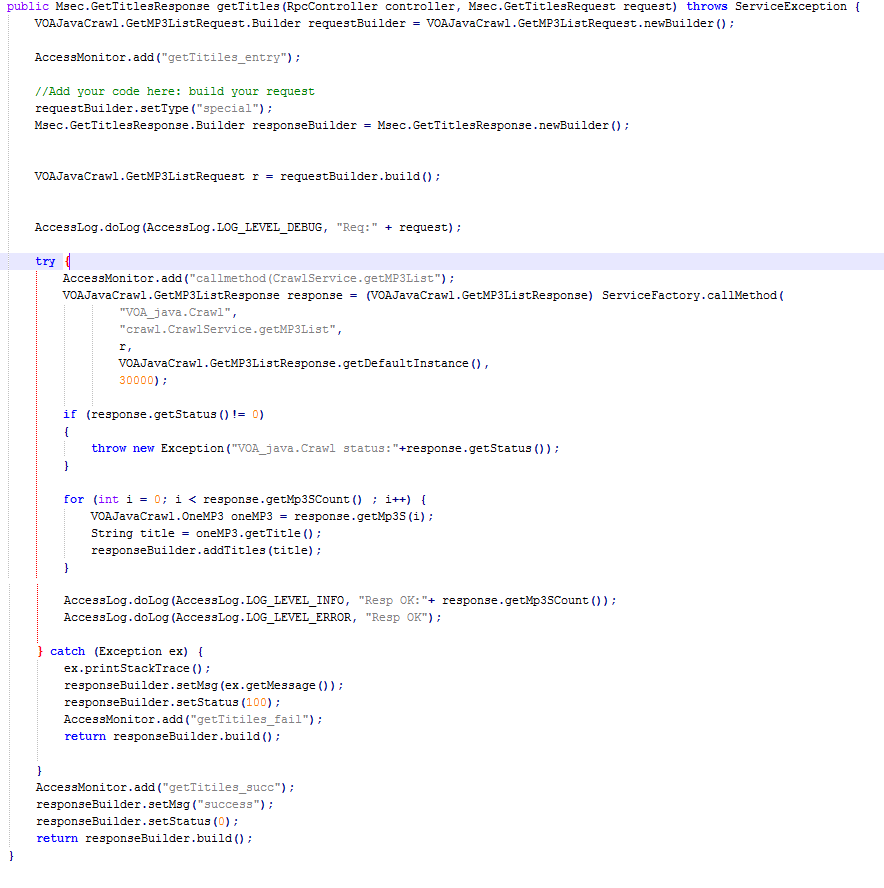 public Msec.GetTitlesResponse getTitles(RpcController controller, Msec.GetTitlesRequest request) throws ServiceException {
    VOAJavaCrawl.GetMP3ListRequest.Builder requestBuilder = VOAJavaCrawl.GetMP3ListRequest.newBuilder();
    AccessMonitor.add("getTitiles_entry");
    //Add your code here: build your request
    requestBuilder.setType("special");
    Msec.GetTitlesResponse.Builder responseBuilder = Msec.GetTitlesResponse.newBuilder();
    VOAJavaCrawl.GetMP3ListRequest r = requestBuilder.build();
    AccessLog.doLog(AccessLog.LOG_LEVEL_DEBUG, "Req:" + request);
    try {
        AccessMonitor.add("callmethod(CrawlService.getMP3List");
        VOAJavaCrawl.GetMP3ListResponse response = (VOAJavaCrawl.GetMP3ListResponse) ServiceFactory.callMethod(
                "VOA_java.Crawl",
                "crawl.CrawlService.getMP3List",
                r,
                VOAJavaCrawl.GetMP3ListResponse.getDefaultInstance(),
                30000);
        if (response.getStatus()!= 0)
        {
            throw new Exception("VOA_java.Crawl status:"+response.getStatus());
        }
        for (int i = 0; i < response.getMp3SCount() ; i++) {
            VOAJavaCrawl.OneMP3 oneMP3 = response.getMp3S(i);
            String title = oneMP3.getTitle();
            responseBuilder.addTitles(title);
        }
        AccessLog.doLog(AccessLog.LOG_LEVEL_INFO, "Resp OK:"+ response.getMp3SCount());
        AccessLog.doLog(AccessLog.LOG_LEVEL_ERROR, "Resp OK");
    } catch (Exception ex) {
        ex.printStackTrace();
        responseBuilder.setMsg(ex.getMessage());
        responseBuilder.setStatus(100);
        AccessMonitor.add("getTitiles_fail");
        return responseBuilder.build();
    }
    AccessMonitor.add("getTitiles_succ");
    responseBuilder.setMsg("success");
    responseBuilder.setStatus(0);
    return responseBuilder.build();
}